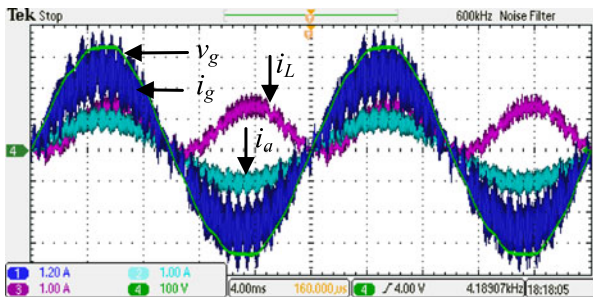 Tek Stop
600kHz Noise Filter
v_g
i_g
i_L
i_a
4
1 1.20 A 2 1.00 A
3 1.00 A 4 100 V
4.00ms 160.000µs 4 4.00 V 4.18907kHz 18:18:05